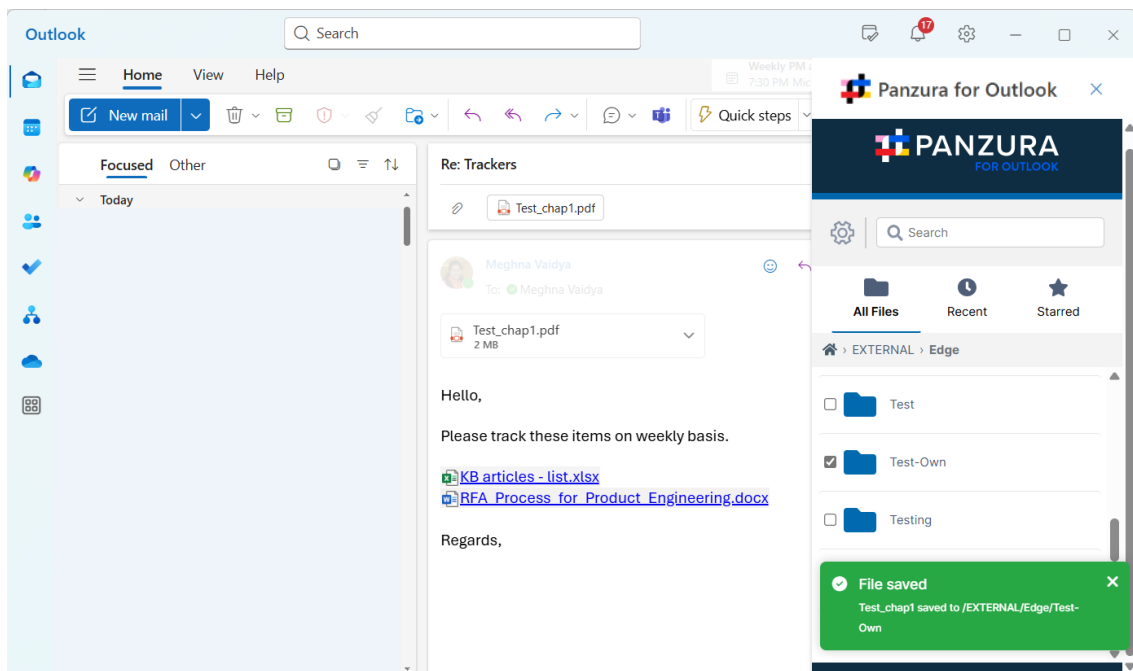 Outlook
Search
17
Home View Help
Weekly PM
7:30 PM Mic
New mail
Quick steps
Focused Other
Today
Re: Trackers
Test_chap1.pdf
Meghna Vaidya
To: Meghna Vaidya
Test_chap1.pdf
2 MB
Hello,
Please track these items on weekly basis.
KB articles - list.xlsx
RFA_Process_for_Product_Engineering.docx
Regards,
Panzura for Outlook
PANZURA
FOR OUTLOOK
Search
All Files Recent Starred
› EXTERNAL › Edge
Test
Test-Own
Testing
File saved
Test_chap1 saved to /EXTERNAL/Edge/Test-
Own